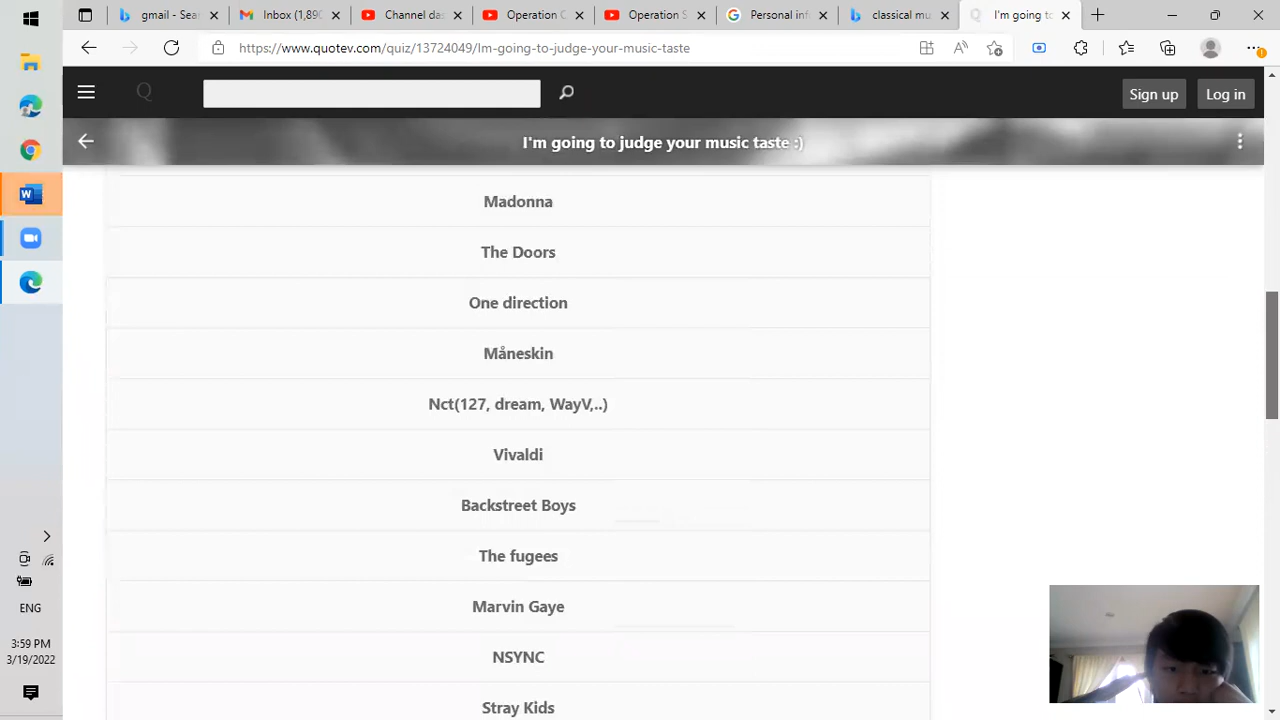 gmail - Sea
Inbox (1,890
Channel das
Operation C
Operation S
Personal inf
classical mu
I'm going to
https://www.quotev.com/quiz/13724049/Im-going-to-judge-your-music-taste
Q
Sign up
Log in
I'm going to judge your music taste :)
Madonna
The Doors
One direction
Måneskin
Nct(127, dream, WayV,..)
Vivaldi
Backstreet Boys
The fugees
Marvin Gaye
NSYNC
Stray Kids
ENG
3:59 PM
3/19/2022